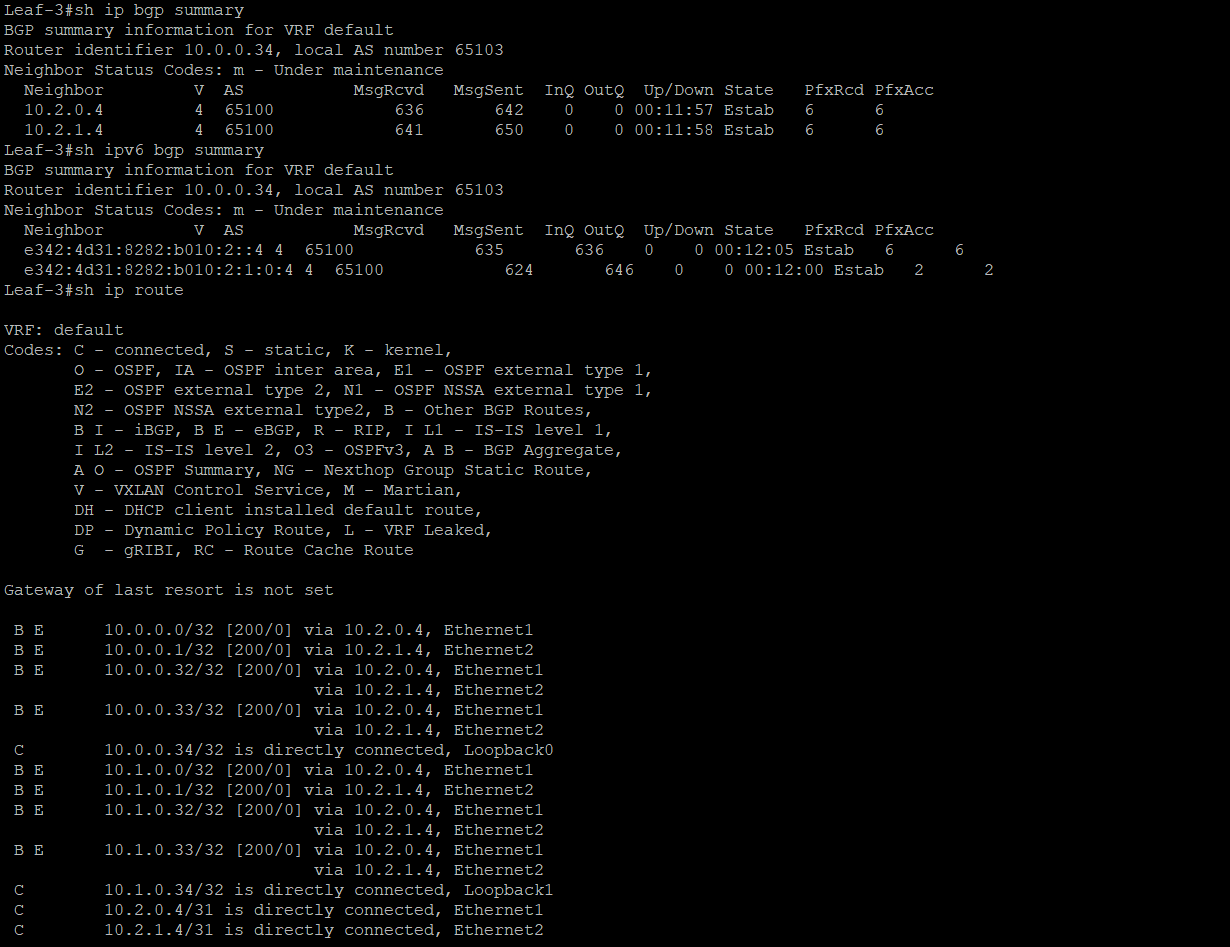 Leaf-3#sh ip bgp summary
BGP summary information for VRF default
Router identifier 10.0.0.34, local AS number 65103
Neighbor Status Codes: m - Under maintenance
  Neighbor         V  AS           MsgRcvd   MsgSent  InQ OutQ  Up/Down State   PfxRcd PfxAcc
  10.2.0.4         4  65100            636       642    0    0 00:11:57 Estab   6      6
  10.2.1.4         4  65100            641       650    0    0 00:11:58 Estab   6      6
Leaf-3#sh ipv6 bgp summary
BGP summary information for VRF default
Router identifier 10.0.0.34, local AS number 65103
Neighbor Status Codes: m - Under maintenance
  Neighbor         V  AS           MsgRcvd   MsgSent  InQ OutQ  Up/Down State   PfxRcd PfxAcc
  e342:4d31:8282:b010:2::4 4  65100            635       636    0    0 00:12:05 Estab   6      6
  e342:4d31:8282:b010:2:1:0:4 4  65100            624       646    0    0 00:12:00 Estab   2      2
Leaf-3#sh ip route

VRF: default
Codes: C - connected, S - static, K - kernel,
       O - OSPF, IA - OSPF inter area, E1 - OSPF external type 1,
       E2 - OSPF external type 2, N1 - OSPF NSSA external type 1,
       N2 - OSPF NSSA external type2, B - Other BGP Routes,
       B I - iBGP, B E - eBGP, R - RIP, I L1 - IS-IS level 1,
       I L2 - IS-IS level 2, O3 - OSPFv3, A B - BGP Aggregate,
       A O - OSPF Summary, NG - Nexthop Group Static Route,
       V - VXLAN Control Service, M - Martian,
       DH - DHCP client installed default route,
       DP - Dynamic Policy Route, L - VRF Leaked,
       G  - gRIBI, RC - Route Cache Route

Gateway of last resort is not set

 B E      10.0.0.0/32 [200/0] via 10.2.0.4, Ethernet1
 B E      10.0.0.1/32 [200/0] via 10.2.1.4, Ethernet2
 B E      10.0.0.32/32 [200/0] via 10.2.0.4, Ethernet1
                               via 10.2.1.4, Ethernet2
 B E      10.0.0.33/32 [200/0] via 10.2.0.4, Ethernet1
                               via 10.2.1.4, Ethernet2
 C        10.0.0.34/32 is directly connected, Loopback0
 B E      10.1.0.0/32 [200/0] via 10.2.0.4, Ethernet1
 B E      10.1.0.1/32 [200/0] via 10.2.1.4, Ethernet2
 B E      10.1.0.32/32 [200/0] via 10.2.0.4, Ethernet1
                               via 10.2.1.4, Ethernet2
 B E      10.1.0.33/32 [200/0] via 10.2.0.4, Ethernet1
                               via 10.2.1.4, Ethernet2
 C        10.1.0.34/32 is directly connected, Loopback1
 C        10.2.0.4/31 is directly connected, Ethernet1
 C        10.2.1.4/31 is directly connected, Ethernet2